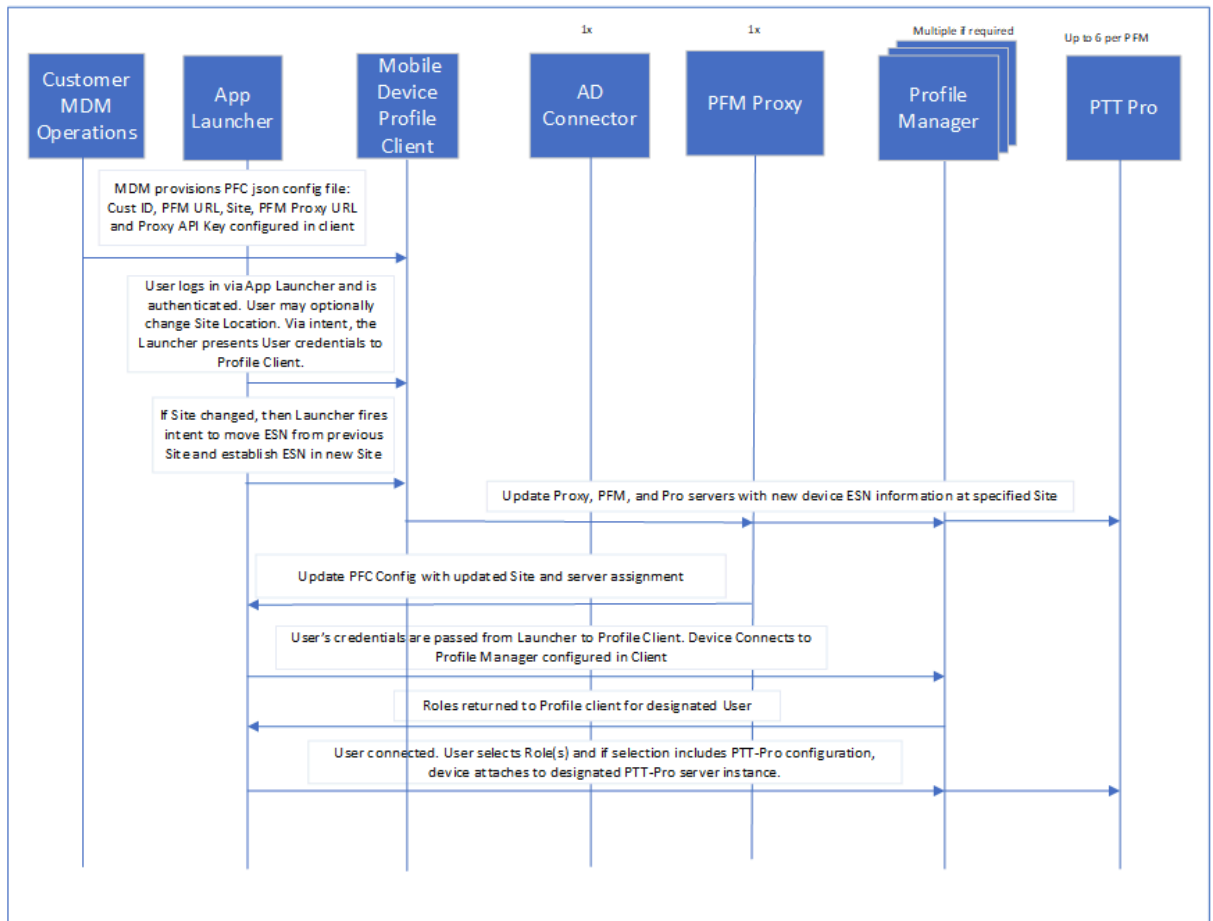 1x
1x
Multiple if required
Up to 6 per PFM
Customer
MDM
Operations
App
Launcher
Mobile
Device
Profile
Client
AD
Connector
PFM Proxy
Profile
Manager
PTT Pro
MDM provisions PFC json config file:
Cust ID, PFM URL, Site, PFM Proxy URL
and Proxy API Key configured in client
User logs in via App Launcher and is
authenticated. User may optionally
change Site Location. Via intent, the
Launcher presents User credentials to
Profile Client.
If Site changed, then Launcher fires
intent to move ESN from previous
Site and establish ESN in new Site
Update Proxy, PFM, and Pro servers with new device ESN information at specified Site
Update PFC Config with updated Site and server assignment
User's credentials are passed from Launcher to Profile Client. Device Connects to
Profile Manager configured in Client
Roles returned to Profile client for designated User
User connected. User selects Role(s) and if selection includes PTT-Pro configuration,
device attaches to designated PTT-Pro server instance.